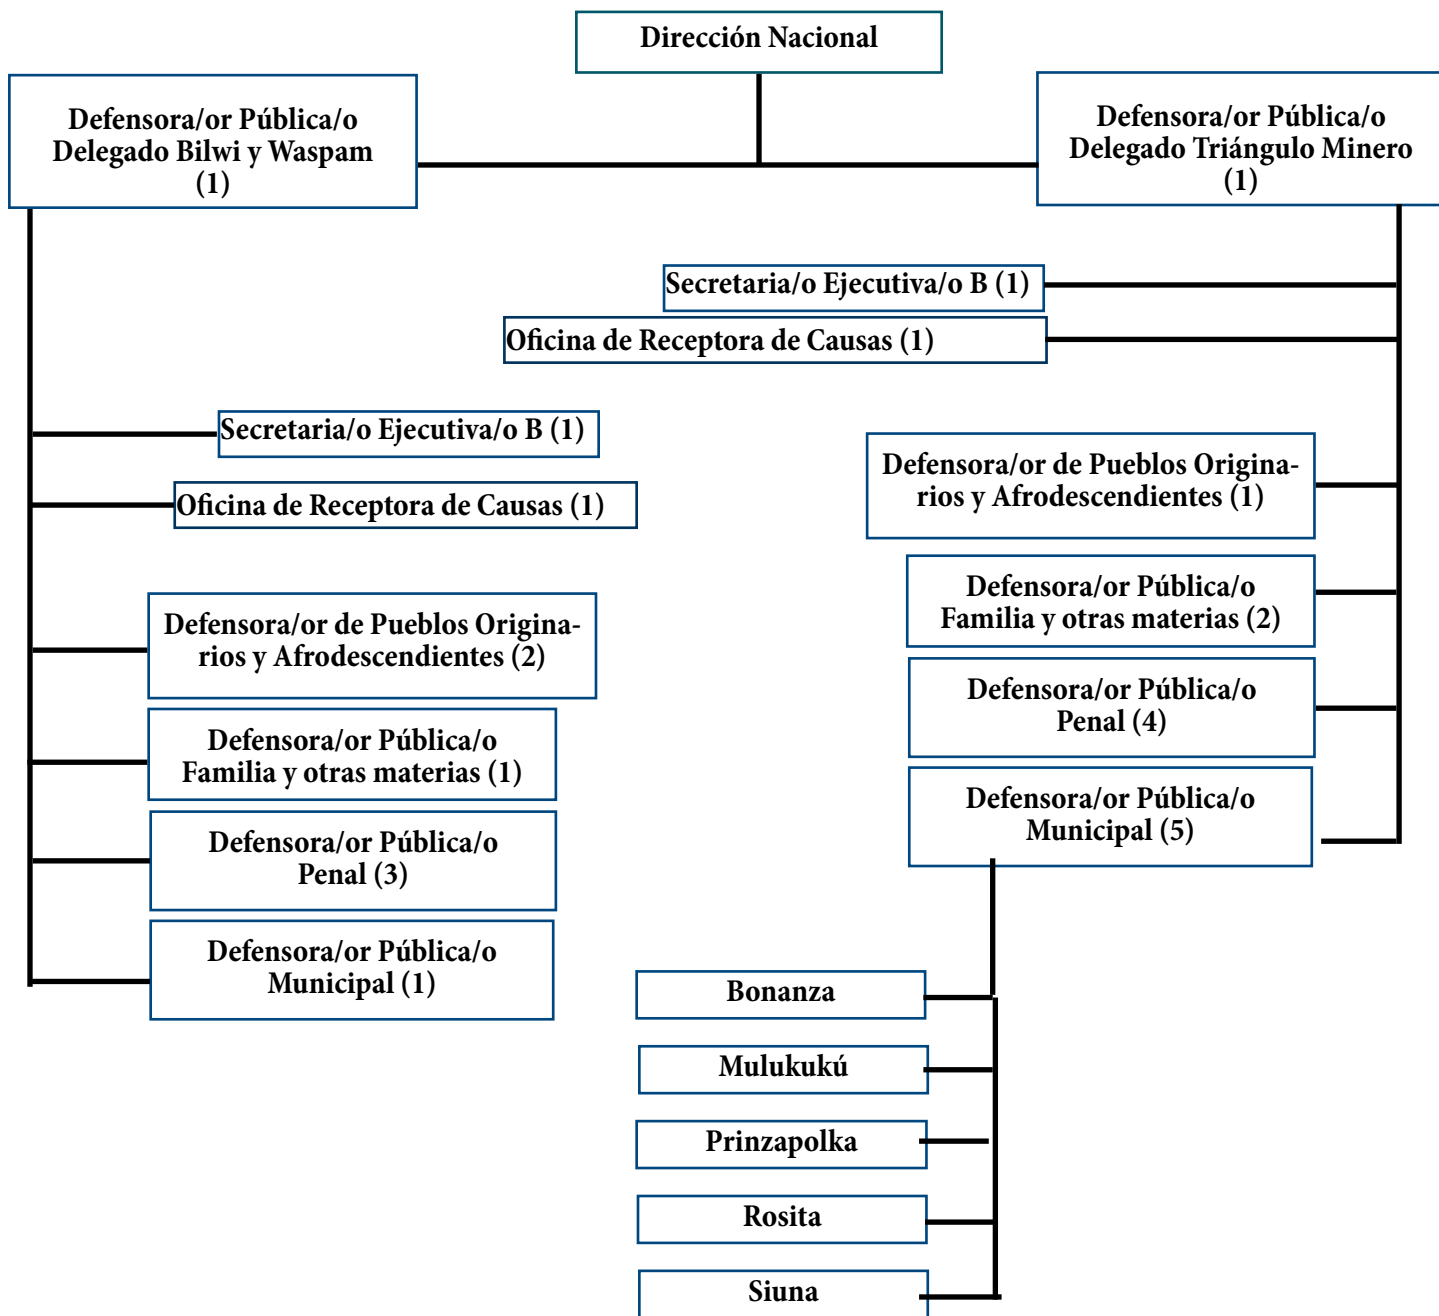 Dirección Nacional
Defensora/or Pública/o
Delegado Bilwi y Waspam
(1)
Defensora/or Pública/o
Delegado Triángulo Minero
(1)
Secretaria/o Ejecutiva/o B (1)
Oficina de Receptora de Causas (1)
Secretaria/o Ejecutiva/o B (1)
Oficina de Receptora de Causas (1)
Defensora/or de Pueblos Origina-
rios y Afrodescendientes (2)
Defensora/or Pública/o
Familia y otras materias (1)
Defensora/or Pública/o
Penal (3)
Defensora/or Pública/o
Municipal (1)
Defensora/or de Pueblos Origina-
rios y Afrodescendientes (1)
Defensora/or Pública/o
Familia y otras materias (2)
Defensora/or Pública/o
Penal (4)
Defensora/or Pública/o
Municipal (5)
Bonanza
Mulukukú
Prinzapolka
Rosita
Siuna